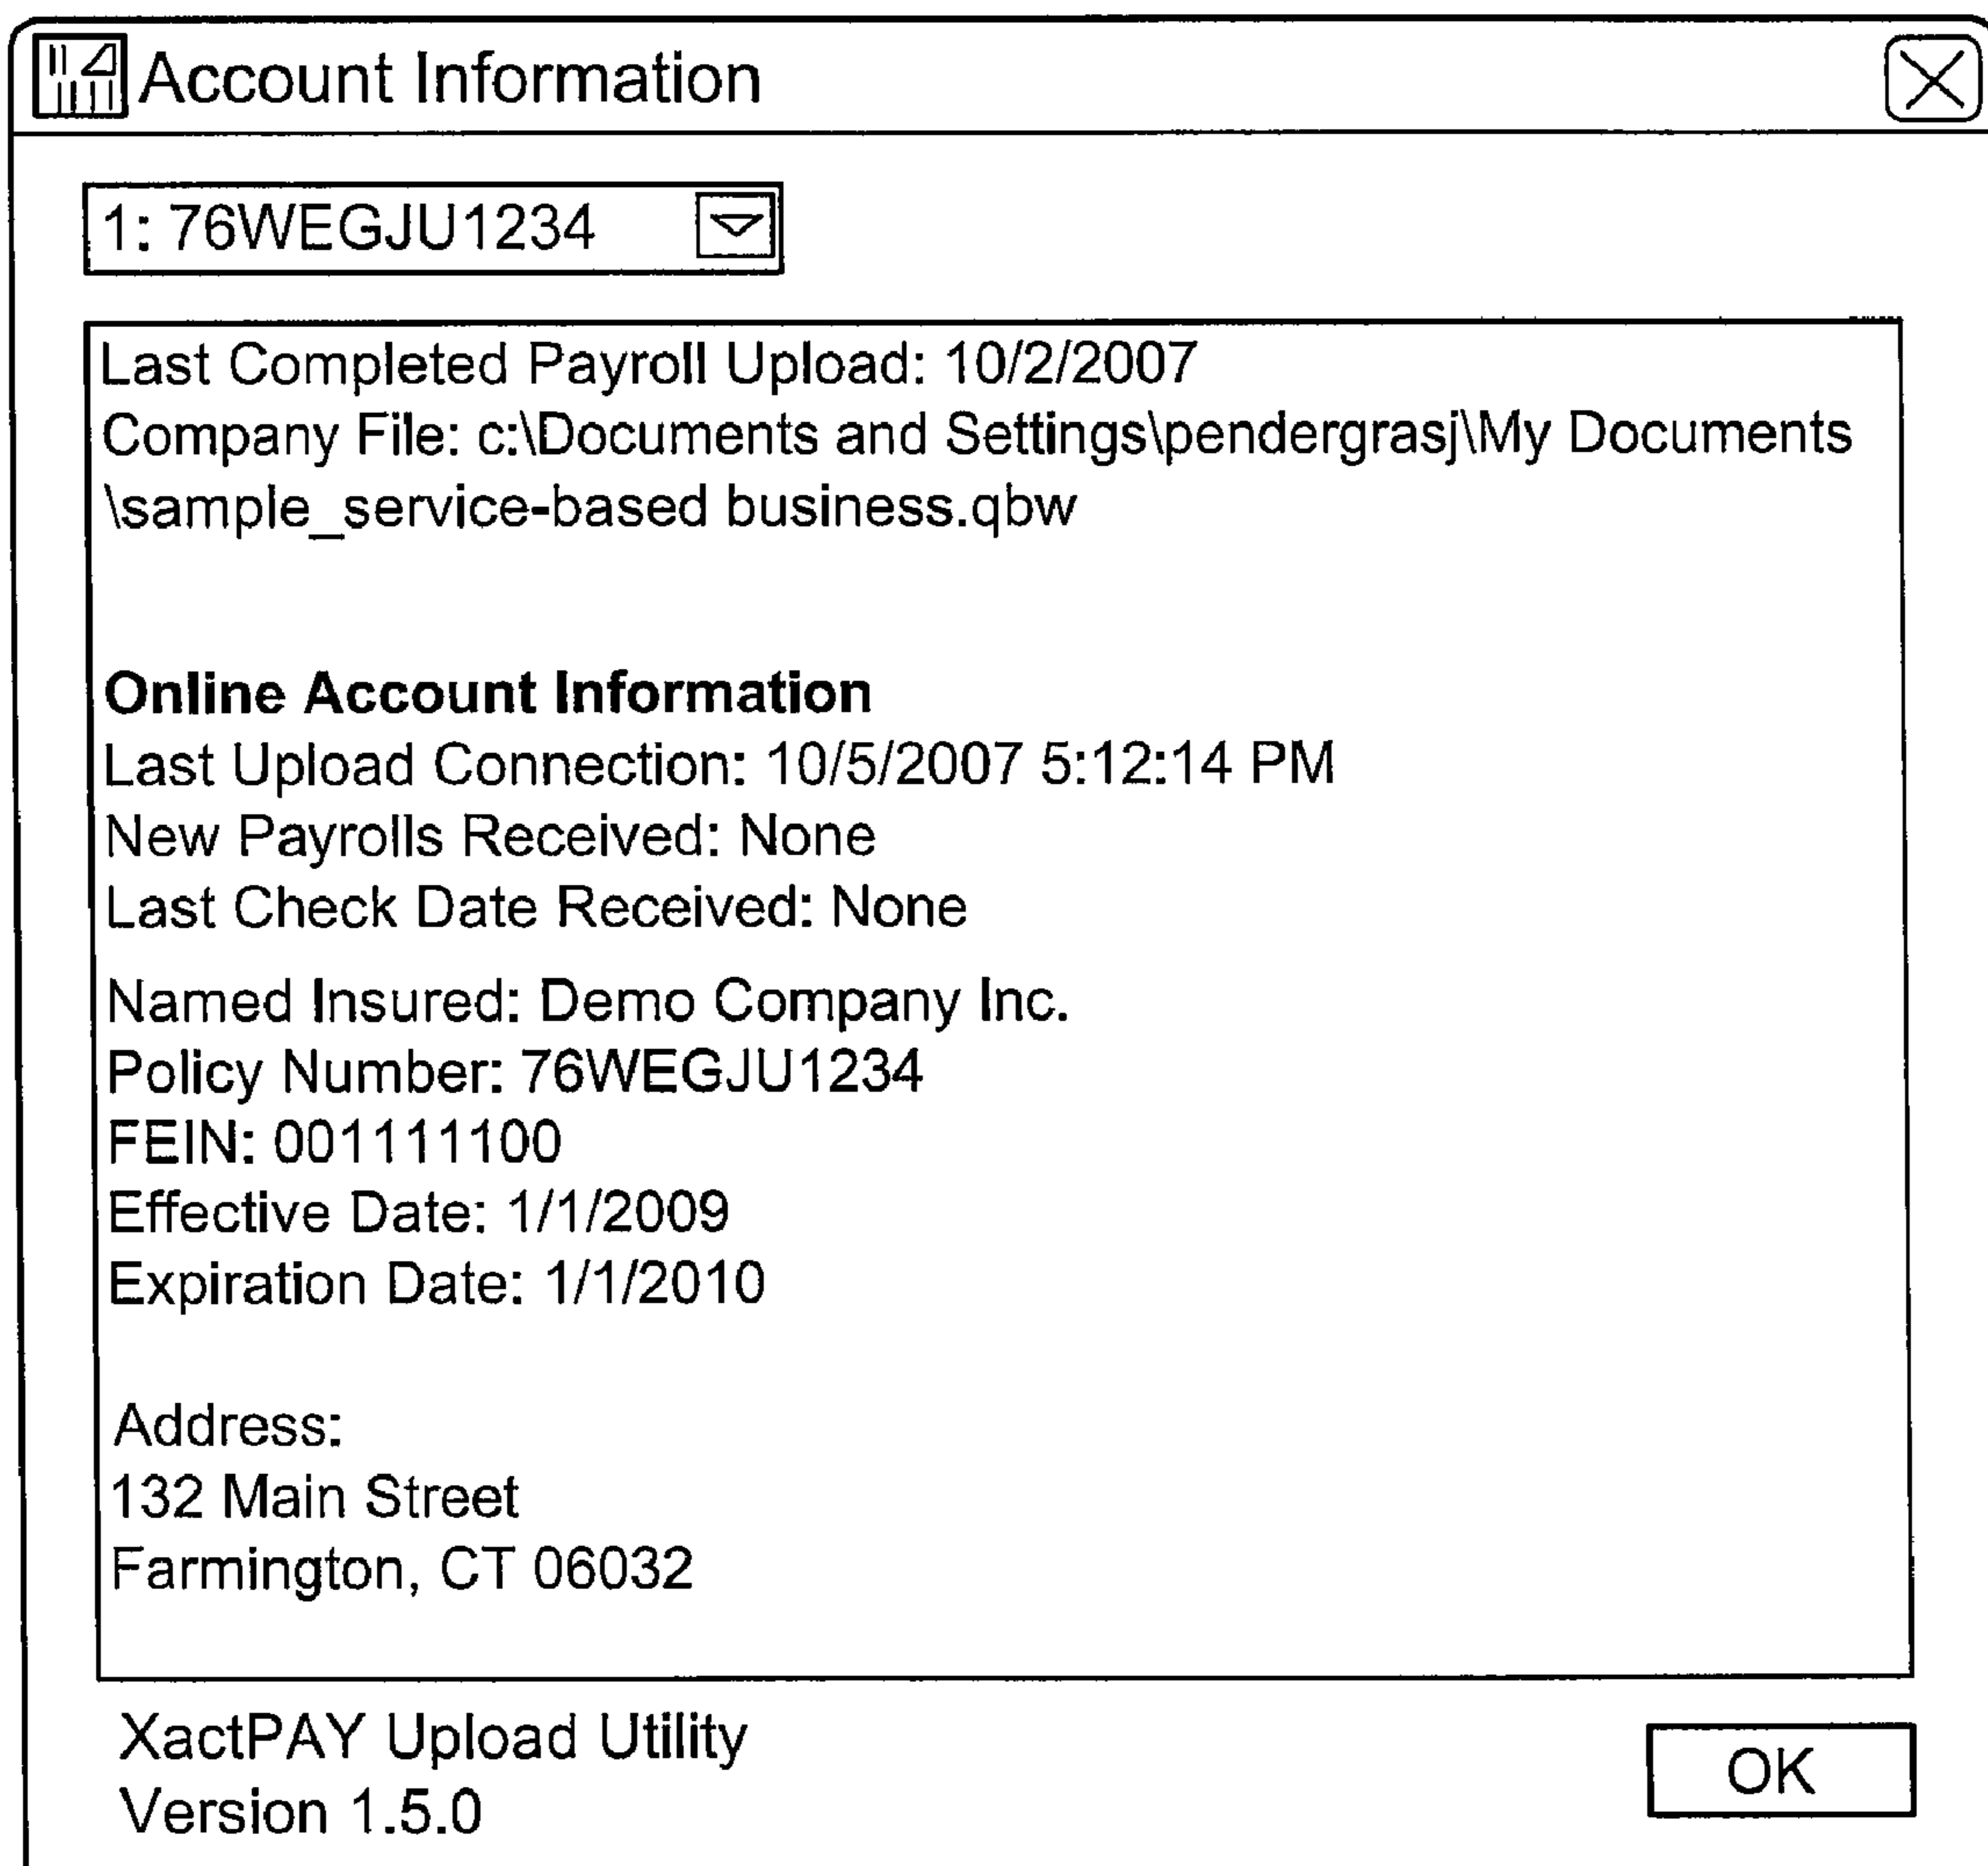 Account Information
1: 76WEGJU1234
Last Completed Payroll Upload: 10/2/2007
Company File: c:\Documents and Settings\pendergrasj\My Documents
\sample_service-based business.qbw
Online Account Information
Last Upload Connection: 10/5/2007 5:12:14 PM
New Payrolls Received: None
Last Check Date Received: None
Named Insured: Demo Company Inc.
Policy Number: 76WEGJU1234
FEIN: 001111100
Effective Date: 1/1/2009
Expiration Date: 1/1/2010
Address:
132 Main Street
Farmington, CT 06032
XactPAY Upload Utility
Version 1.5.0
OK